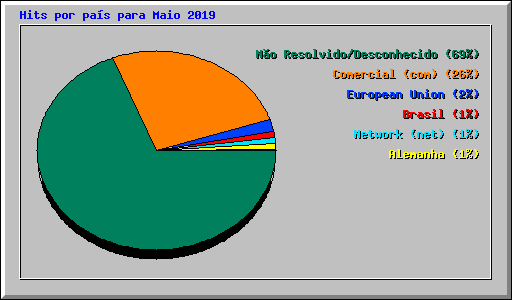 Hits por país para Maio 2019
Não Resolvido/Desconhecido (69%)
Comercial (com) (26%)
European Union (2%)
Brasil (1%)
Network (net) (1%)
Alemanha (1%)